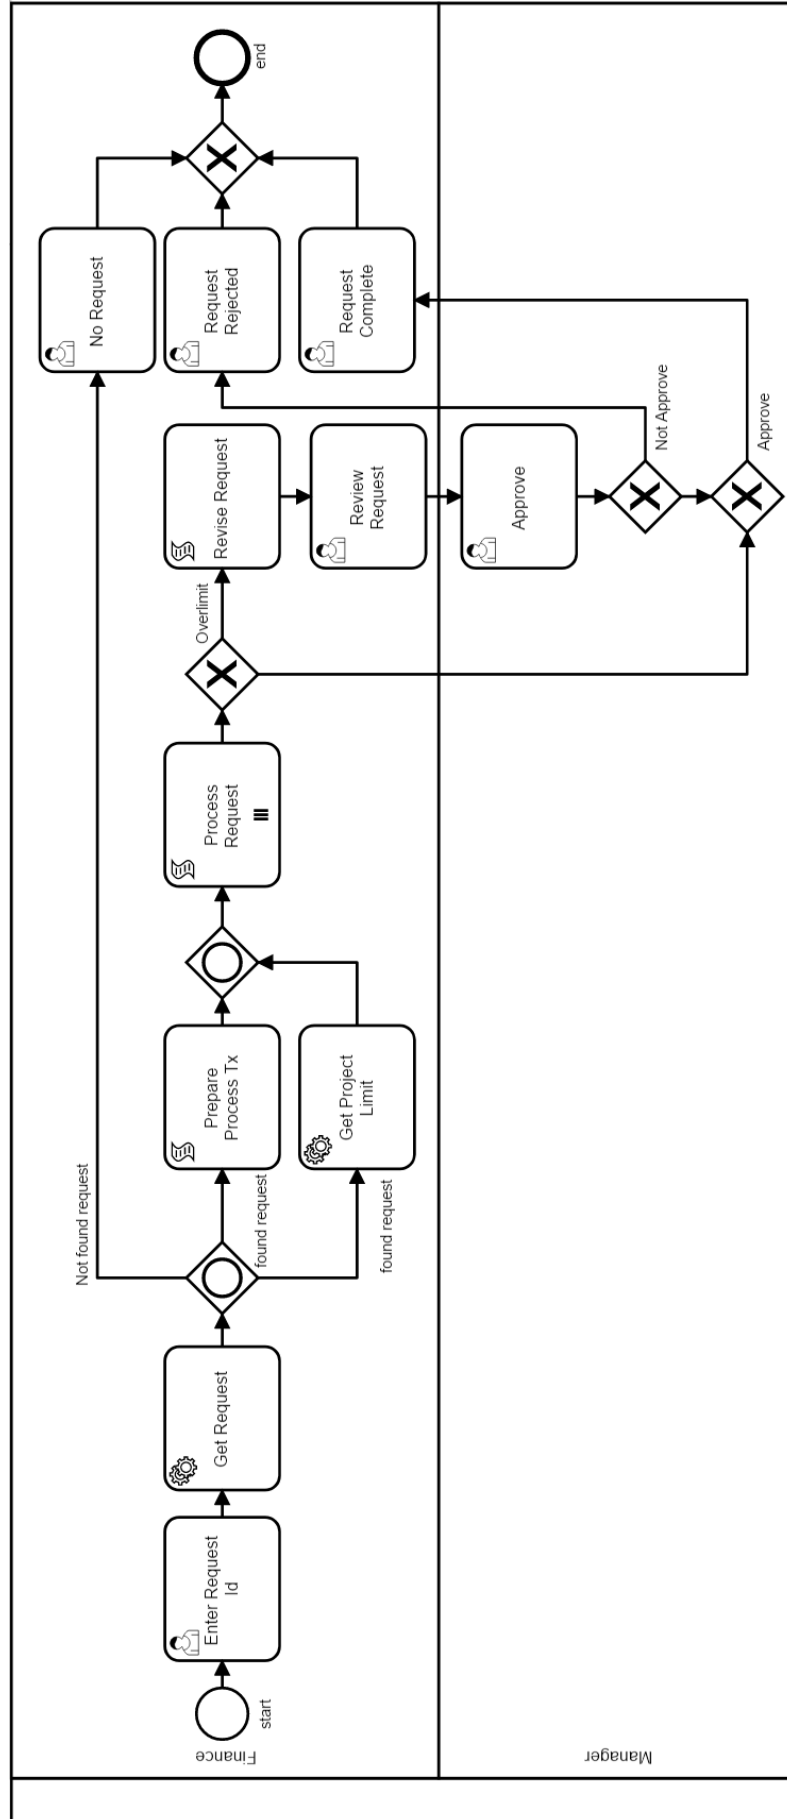 Finance
Manager
start
Enter Request
Id
Get Request
Not found request
found request
found request
Prepare
Process Tx
Get Project
Limit
Process
Request
Overlimit
Revise Request
Review
Request
Approve
Not Approve
Approve
No Request
Request
Rejected
Request
Complete
end